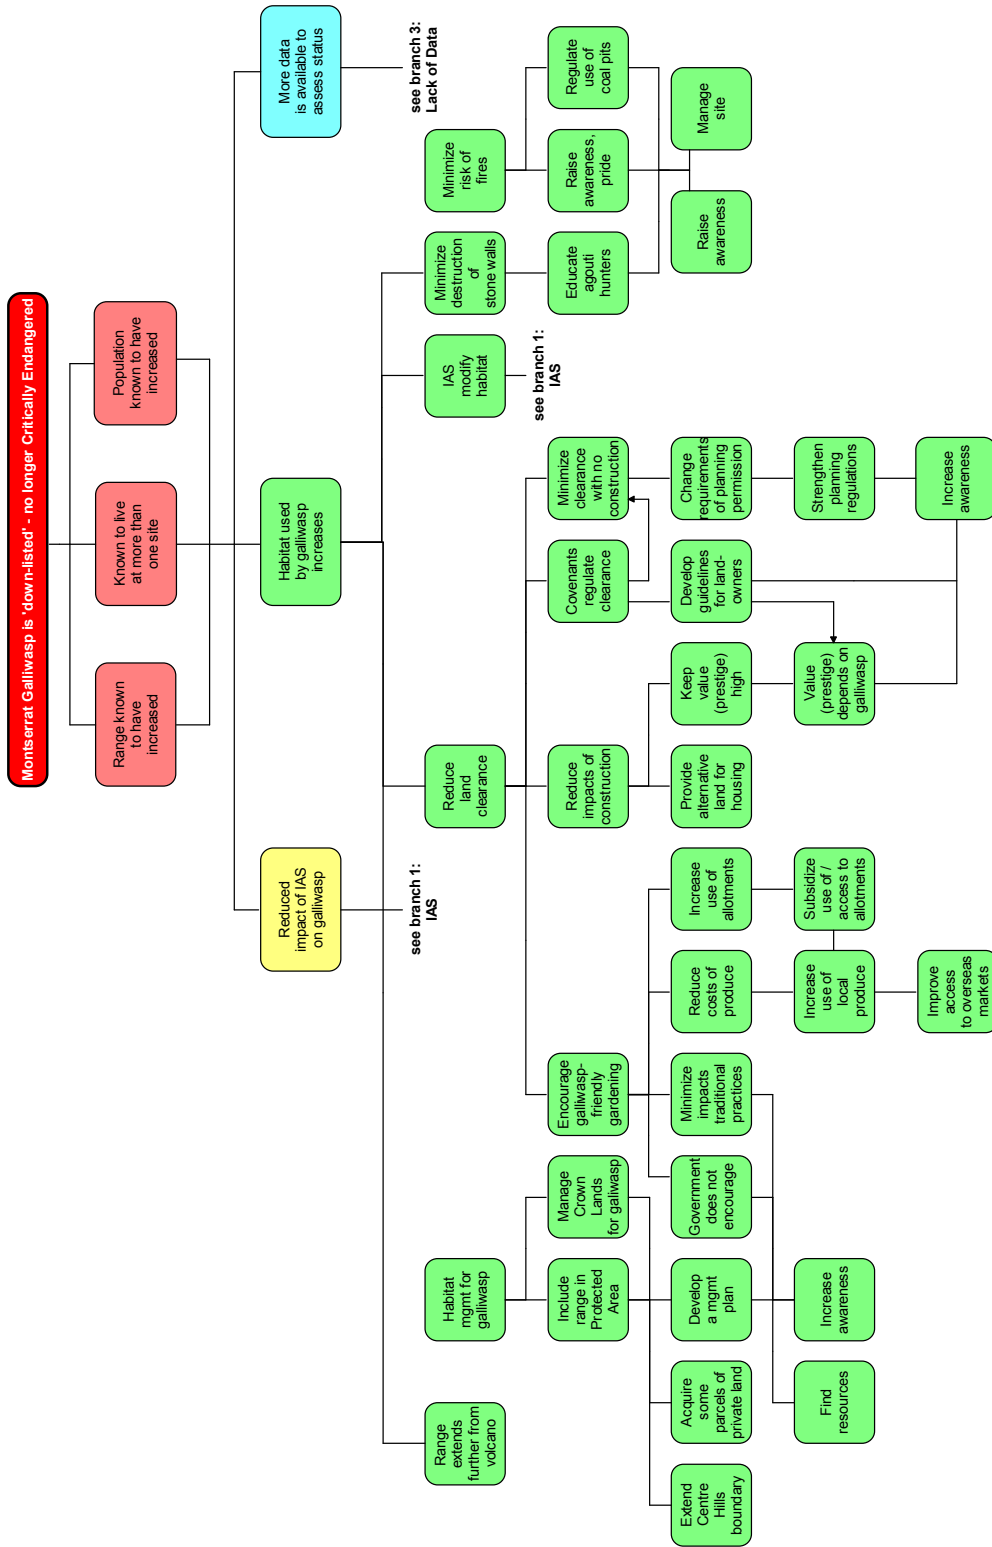 Montserrat Galliwasp is 'down-listed' - no longer Critically Endangered
Range known
to have
increased
Known to live
at more than
one site
Population
known to have
increased
Reduced
impact of IAS
on galliwasp
Habitat used
by galliwasp
increases
More data
is available to
assess status
see branch 1:
IAS
see branch 3:
Lack of Data
Range
extends
further from
volcano
Habitat
mgmt for
galliwasp
Reduce
land
clearance
IAS
modify
habitat
Minimize
destruction
of
stone walls
Minimize
risk of
fires
see branch 1:
IAS
Include
range in
Protected
Area
Manage
Crown
Lands
for galiwasp
Encourage
galliwasp-
friendly
gardening
Reduce
impacts of
construction
Covenants
regulate
clearance
Minimize
clearance
with no
construction
Educate
agouti
hunters
Raise
awareness,
pride
Regulate
use of
coal pits
Extend
Centre
Hills
boundary
Acquire
some
parcels of
private land
Develop
a mgmt
plan
Government
does not
encourage
Minimize
impacts
traditional
practices
Reduce
costs of
produce
Increase
use of
allotments
Provide
alternative
land for
housing
Keep
value
(prestige)
high
Develop
guidelines
for land-
owners
Change
requirements
of planning
permission
Raise
awareness
Manage
site
Find
resources
Increase
awareness
Increase
use of
local
produce
Subsidize
use of /
access to
allotments
Value
(prestige)
depends on
galliwasp
Strengthen
planning
regulations
Improve
access
to overseas
markets
Increase
awareness